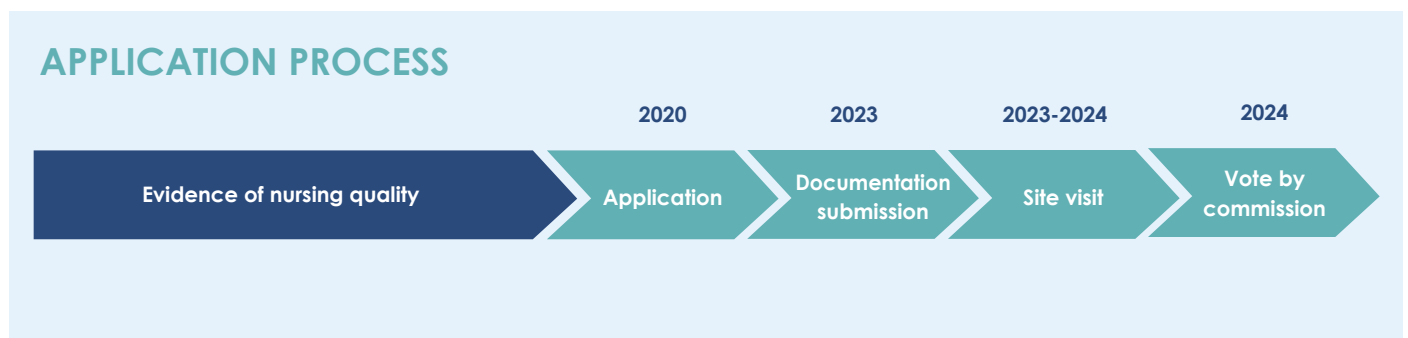 APPLICATION PROCESS
2020
2023
2023-2024
2024
Evidence of nursing quality
Application
Documentation
submission
Site visit
Vote by
commission